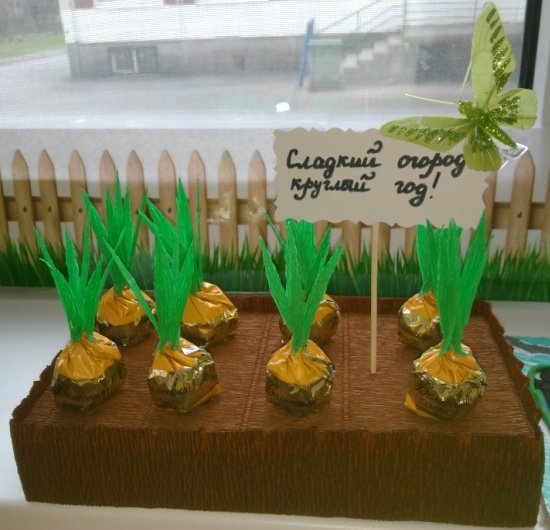 Сладкий огород
круглый год!